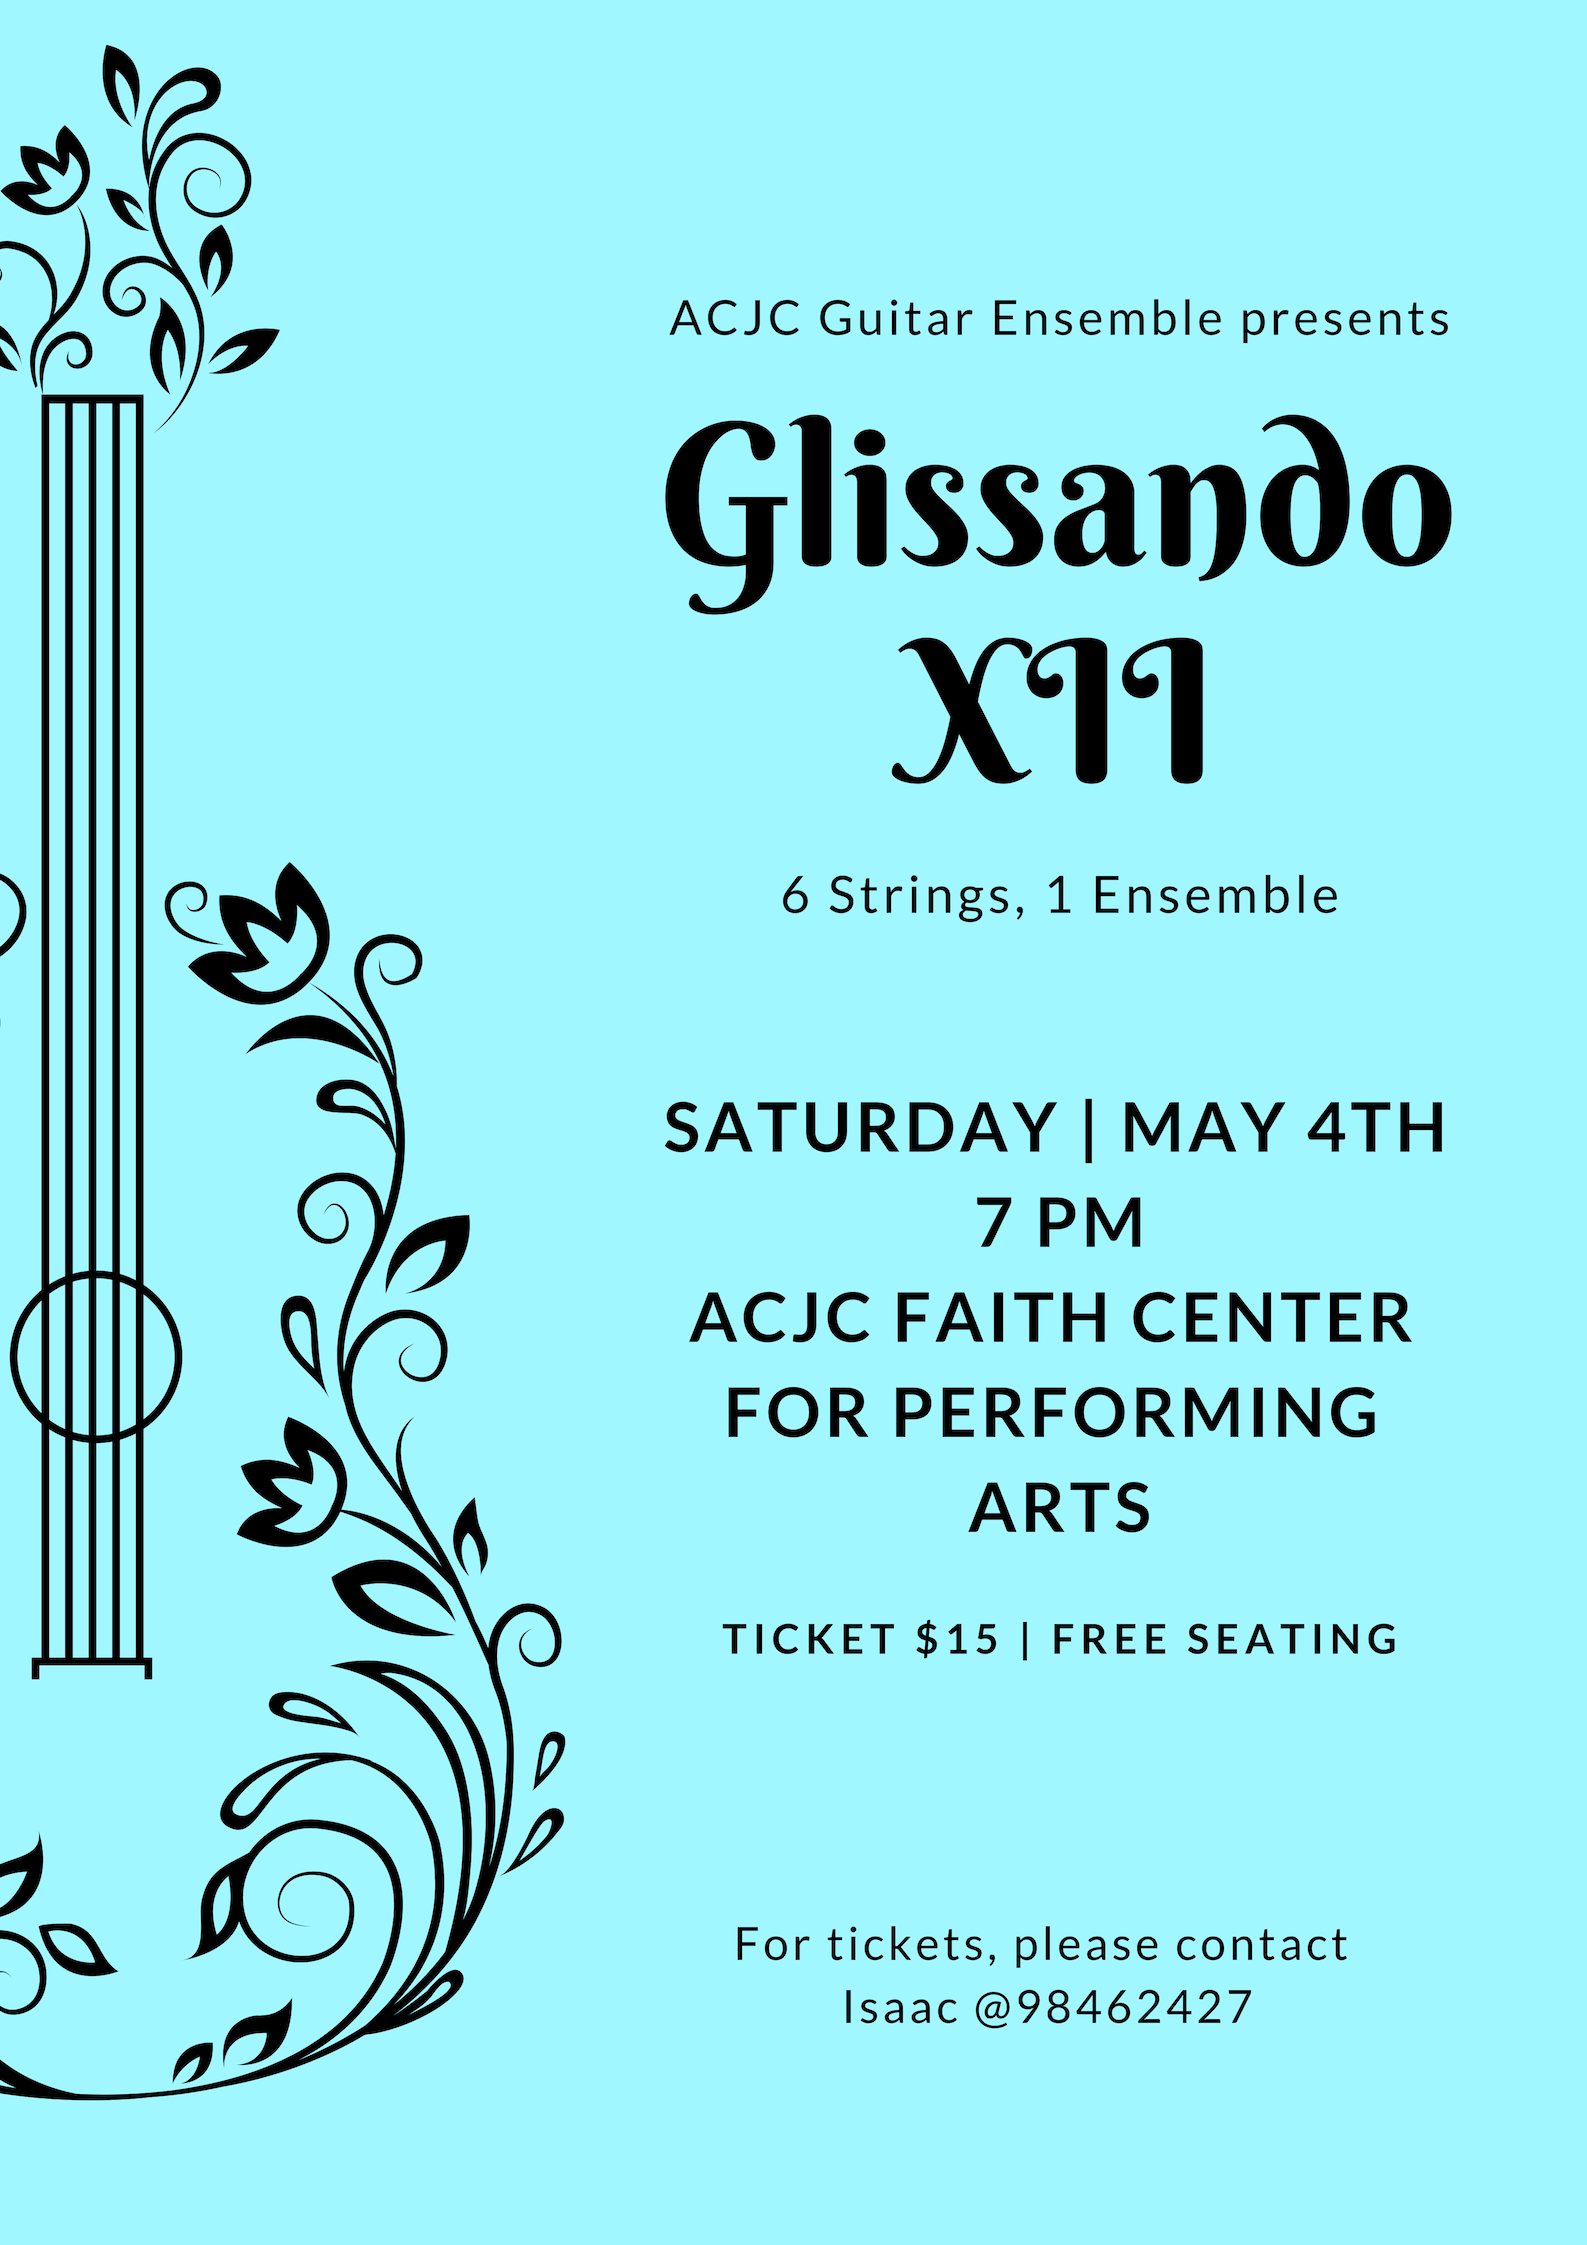 ACJC Guitar Ensemble presents
Glissando
XII
6 Strings, 1 Ensemble
SATURDAY | MAY 4TH
7 PM
ACJC FAITH CENTER
FOR PERFORMING
ARTS
TICKET $15 | FREE SEATING
For tickets, please contact
Isaac @98462427